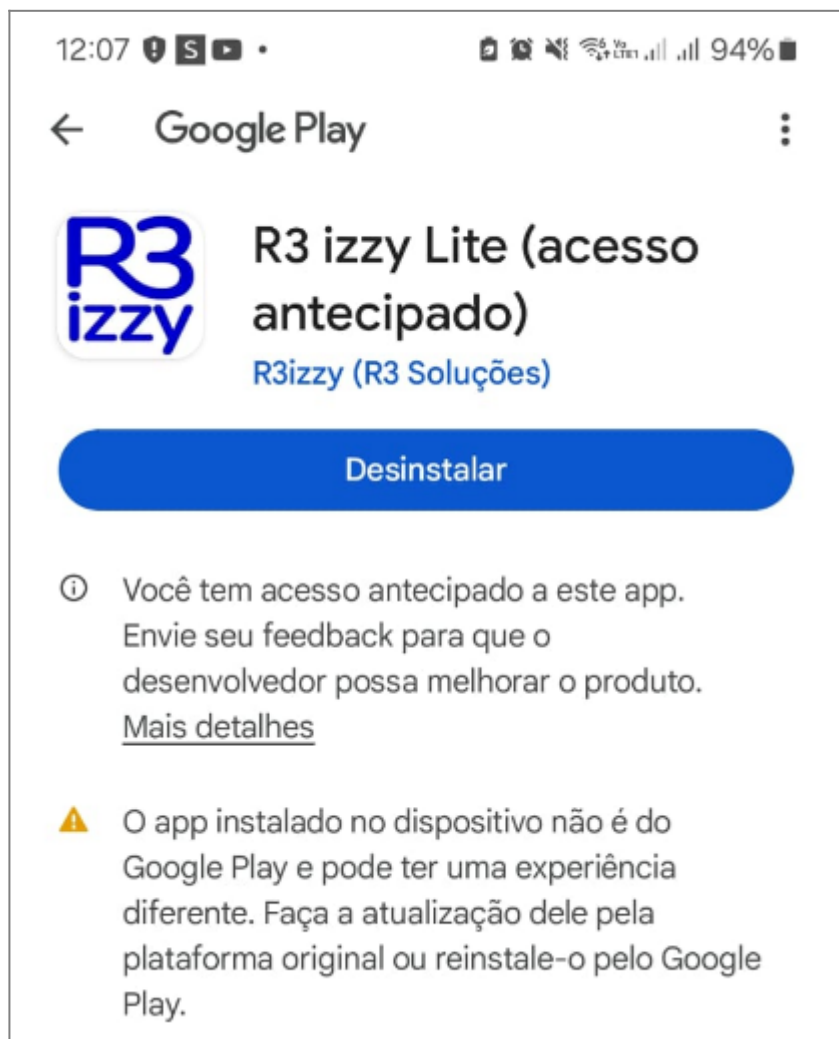 12:07 S 94%
Google Play
R3
izzy
R3 izzy Lite (acesso
antecipado)
R3izzy (R3 Soluções)
Desinstalar
Você tem acesso antecipado a este app.
Envie seu feedback para que o
desenvolvedor possa melhorar o produto.
Mais detalhes
O app instalado no dispositivo não é do
Google Play e pode ter uma experiência
diferente. Faça a atualização dele pela
plataforma original ou reinstale-o pelo Google
Play.